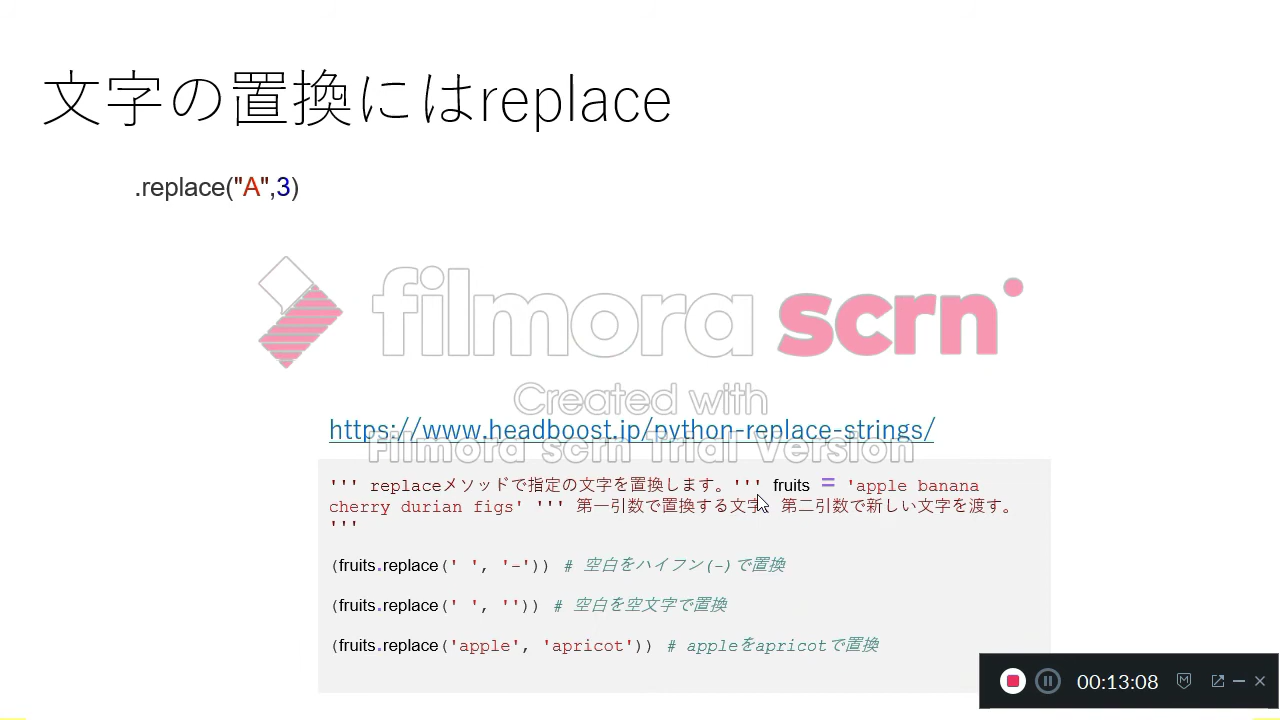 文字の置換にはreplace
.replace("A",3)
filmora scrn
Created with
https://www.headboost.jp/python-replace-strings/
Filmora scrn Trial Version
''' replaceメソッドで指定の文字を置換します。''' fruits = 'apple banana
cherry durian figs' ''' 第一引数で置換する文字、第二引数で新しい文字を渡す。
'''
(fruits.replace(' ', '-')) # 空白をハイフン(-)で置換
(fruits.replace(' ', '')) # 空白を空文字で置換
(fruits.replace('apple', 'apricot')) # appleをapricotで置換
00:13:08